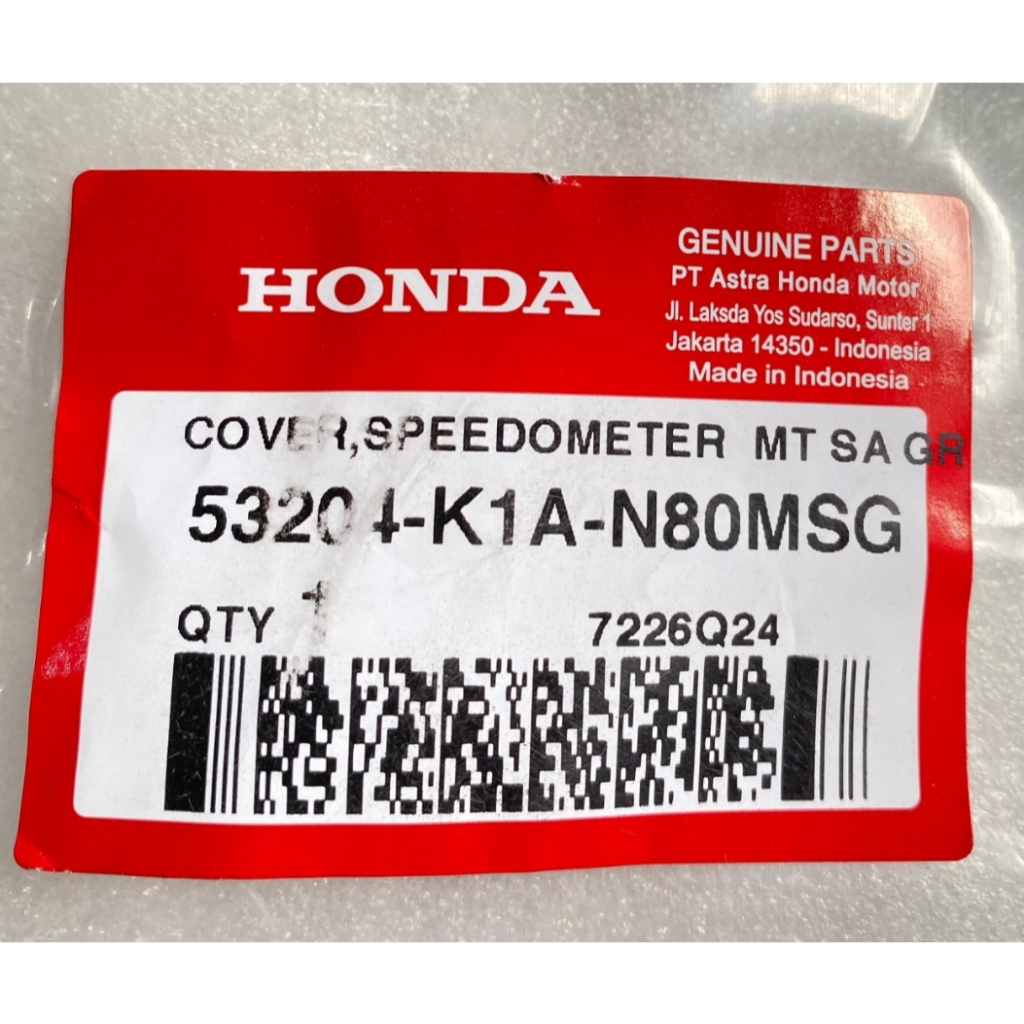 HONDA
GENUINE PARTS
PT Astra Honda Motor
Jl. Laksda Yos Sudarso, Sunter 1
Jakarta 14350 - Indonesia
Made in Indonesia
COVER,SPEEDOMETER MT SA GR
53204-K1A-N80MSG
QTY 1 7226Q24